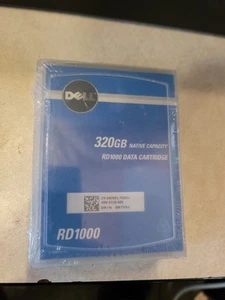 DELL
320GB NATIVE CAPACITY
RD1000 DATA CARTRIDGE
RD1000